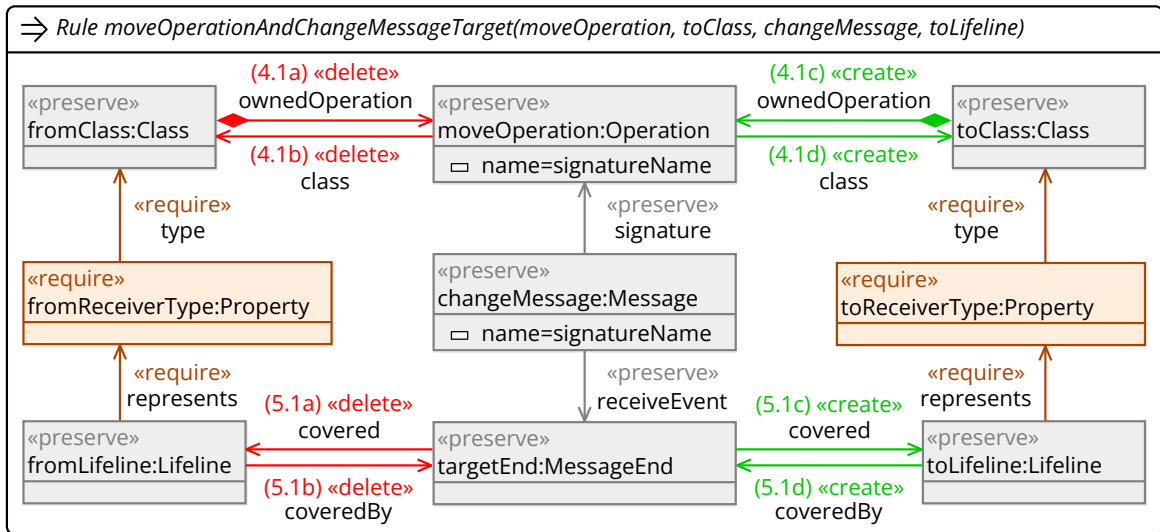 Rule moveOperationAndChangeMessageTarget(moveOperation, toClass, changeMessage, toLifeline)
(4.1a) «delete»
ownedOperation
(4.1c) «create»
ownedOperation
«preserve»
fromClass:Class
«preserve»
moveOperation:Operation
name=signatureName
«preserve»
toClass:Class
(4.1b) «delete»
class
(4.1d) «create»
class
«require»
type
«preserve»
signature
«require»
type
«require»
fromReceiverType:Property
«preserve»
changeMessage:Message
name=signatureName
«require»
toReceiverType:Property
«require»
represents
«preserve»
receiveEvent
«require»
represents
(5.1a) «delete»
covered
(5.1c) «create»
covered
«preserve»
fromLifeline:Lifeline
«preserve»
targetEnd:MessageEnd
«preserve»
toLifeline:Lifeline
(5.1b) «delete»
coveredBy
(5.1d) «create»
coveredBy